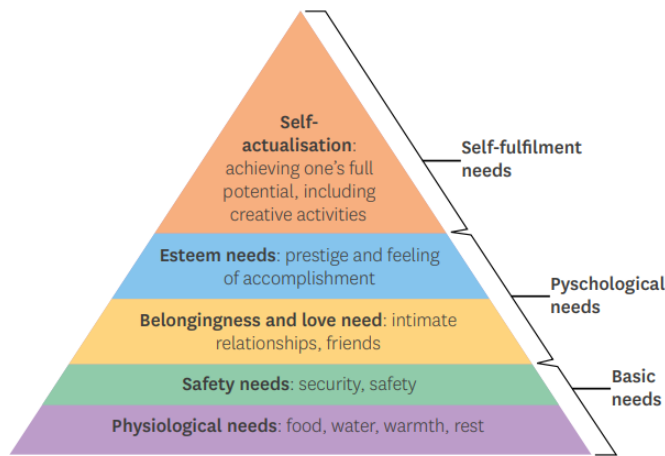 Self-
actualisation:
achieving one’s full
potential, including
creative activities
Self-fulfilment
needs
Esteem needs: prestige and feeling
of accomplishment
Pyschological
needs
Belongingness and love need: intimate
relationships, friends
Safety needs: security, safety
Basic
needs
Physiological needs: food, water, warmth, rest